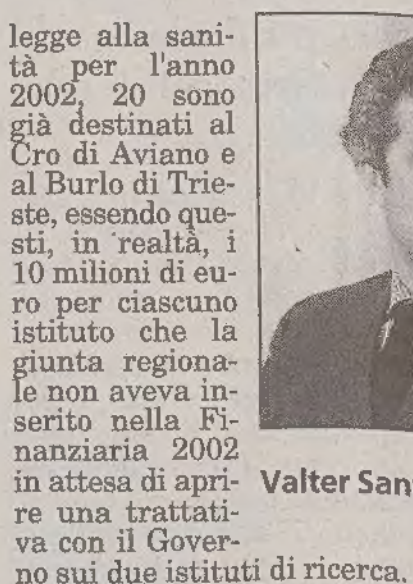 legge alla sani-
tà per l'anno
2002, 20 sono
già destinati al
Cro di Aviano e
al Burlo di Trie-
ste, essendo que-
sti, in realtà, i
10 milioni di eu-
ro per ciascuno
istituto che la
giunta regiona-
le non aveva in-
serito nella Fi-
nanziaria 2002
in attesa di apri-
re una trattati-
va con il Gover-
no sui due istituti di ricerca.
Valter San